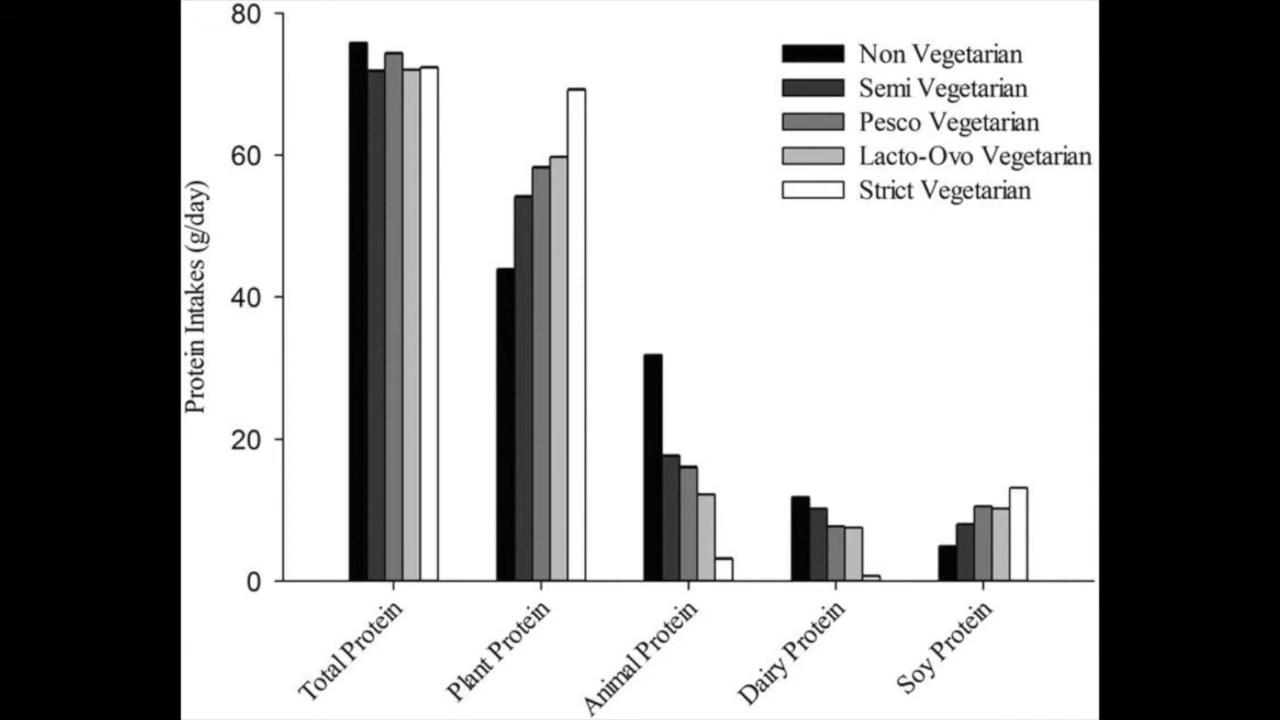 80
60
40
20
0
Protein Intakes (g/day)
Non Vegetarian
Semi Vegetarian
Pesco Vegetarian
Lacto-Ovo Vegetarian
Strict Vegetarian
Total Protein
Plant Protein
Animal Protein
Dairy Protein
Soy Protein